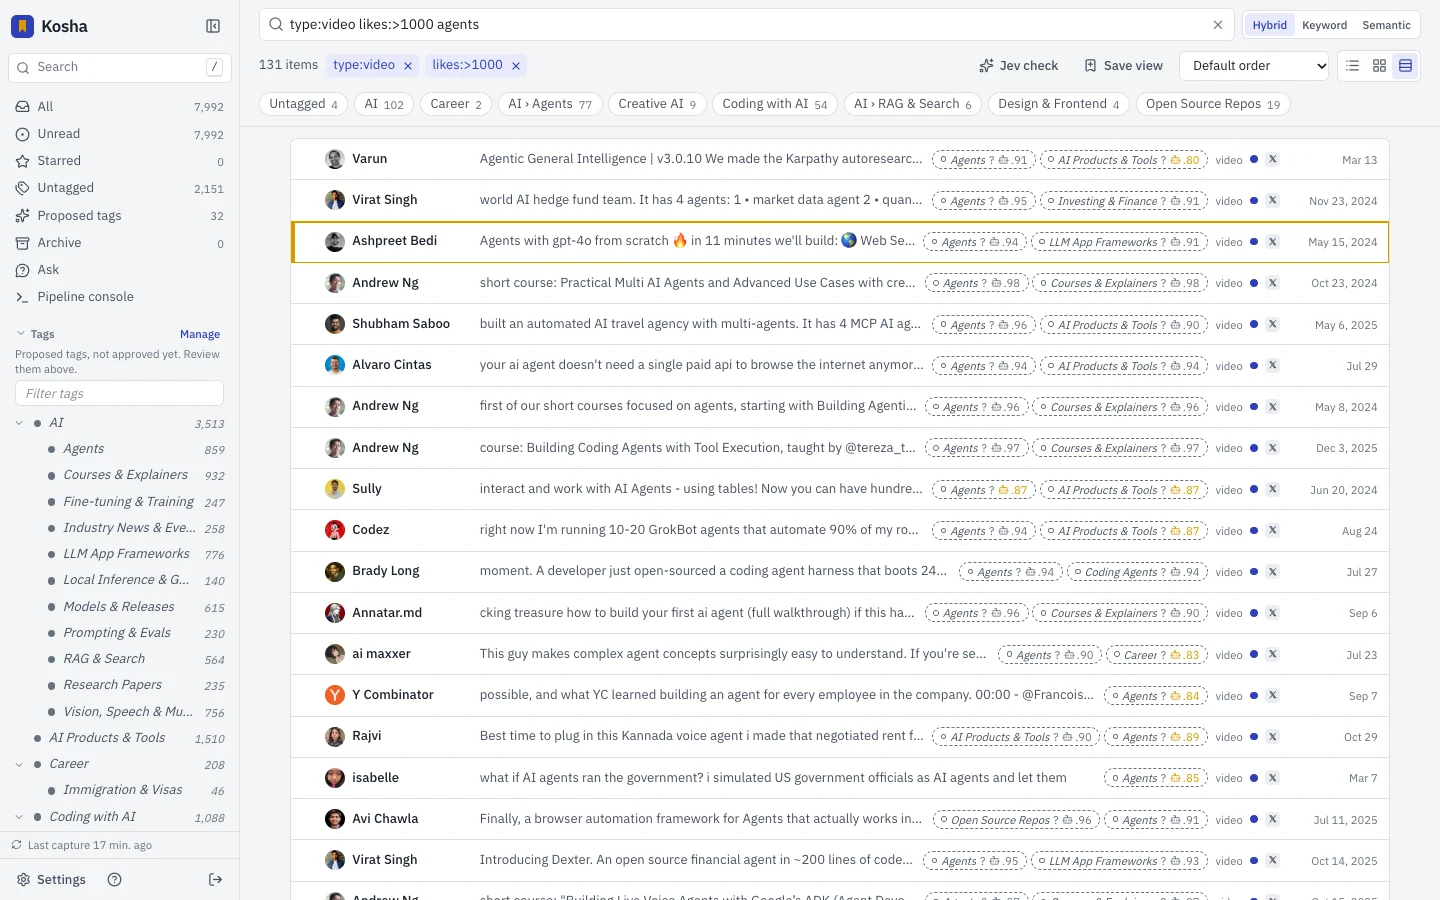 Kosha
type:video likes:>1000 agents
Hybrid Keyword Semantic
Search /
131 items type:video × likes:>1000 ×
Jev check Save view Default order
All 7,992
Unread 7,992
Starred 0
Untagged 2,151
Proposed tags 32
Archive 0
Ask
Pipeline console
Tags Manage
Proposed tags, not approved yet. Review
them above.
Filter tags
AI 3,513
Agents 859
Courses & Explainers 932
Fine-tuning & Training 247
Industry News & Eve... 258
LLM App Frameworks 776
Local Inference & G... 140
Models & Releases 615
Prompting & Evals 230
RAG & Search 564
Research Papers 235
Vision, Speech & Mu... 756
AI Products & Tools 1,510
Career 208
Immigration & Visas 46
Coding with AI 1,088
Last capture 17 min. ago
Settings
Untagged 4 AI 102 Career 2 AI › Agents 77 Creative AI 9 Coding with AI 54 AI › RAG & Search 6 Design & Frontend 4 Open Source Repos 19
Varun Agentic General Intelligence | v3.0.10 We made the Karpathy autoresearc... Agents ? .91 AI Products & Tools ? .80 video X Mar 13
Virat Singh world AI hedge fund team. It has 4 agents: 1 • market data agent 2 • quan... Agents ? .95 Investing & Finance ? .91 video X Nov 23, 2024
Ashpreet Bedi Agents with gpt-4o from scratch 🔥 in 11 minutes we'll build: 🌎 Web Se... Agents ? .94 LLM App Frameworks ? .91 video X May 15, 2024
Andrew Ng short course: Practical Multi AI Agents and Advanced Use Cases with cre... Agents ? .98 Courses & Explainers ? .98 video X Oct 23, 2024
Shubham Saboo built an automated AI travel agency with multi-agents. It has 4 MCP AI ag... Agents ? .96 AI Products & Tools ? .90 video X May 6, 2025
Alvaro Cintas your ai agent doesn't need a single paid api to browse the internet anymor... Agents ? .94 AI Products & Tools ? .94 video X Jul 29
Andrew Ng first of our short courses focused on agents, starting with Building Agenti... Agents ? .96 Courses & Explainers ? .96 video X May 8, 2024
Andrew Ng course: Building Coding Agents with Tool Execution, taught by @tereza_t... Agents ? .97 Courses & Explainers ? .97 video X Dec 3, 2025
Sully interact and work with AI Agents - using tables! Now you can have hundre... Agents ? .87 AI Products & Tools ? .87 video X Jun 20, 2024
Codez right now I'm running 10-20 GrokBot agents that automate 90% of my ro... Agents ? .94 AI Products & Tools ? .87 video X Aug 24
Brady Long moment. A developer just open-sourced a coding agent harness that boots 24... Agents ? .94 Coding Agents ? .94 video X Jul 27
Annatar.md cking treasure how to build your first ai agent (full walkthrough) if this ha... Agents ? .96 Courses & Explainers ? .90 video X Sep 6
ai maxxer This guy makes complex agent concepts surprisingly easy to understand. If you're se... Agents ? .90 Career ? .83 video X Jul 23
Y Combinator possible, and what YC learned building an agent for every employee in the company. 00:00 - @Francois... Agents ? .84 video X Sep 7
Rajvi Best time to plug in this Kannada voice agent i made that negotiated rent f... AI Products & Tools ? .90 Agents ? .89 video X Oct 29
isabelle what if AI agents ran the government? i simulated US government officials as AI agents and let them Agents ? .85 video X Mar 7
Avi Chawla Finally, a browser automation framework for Agents that actually works in... Open Source Repos ? .96 Agents ? .91 video X Jul 11, 2025
Virat Singh Introducing Dexter. An open source financial agent in ~200 lines of code... Agents ? .95 LLM App Frameworks ? .93 video X Oct 14, 2025
Andrew Ng short course: "Building Live Voice Agents with Google's ADK (Agent Deve...